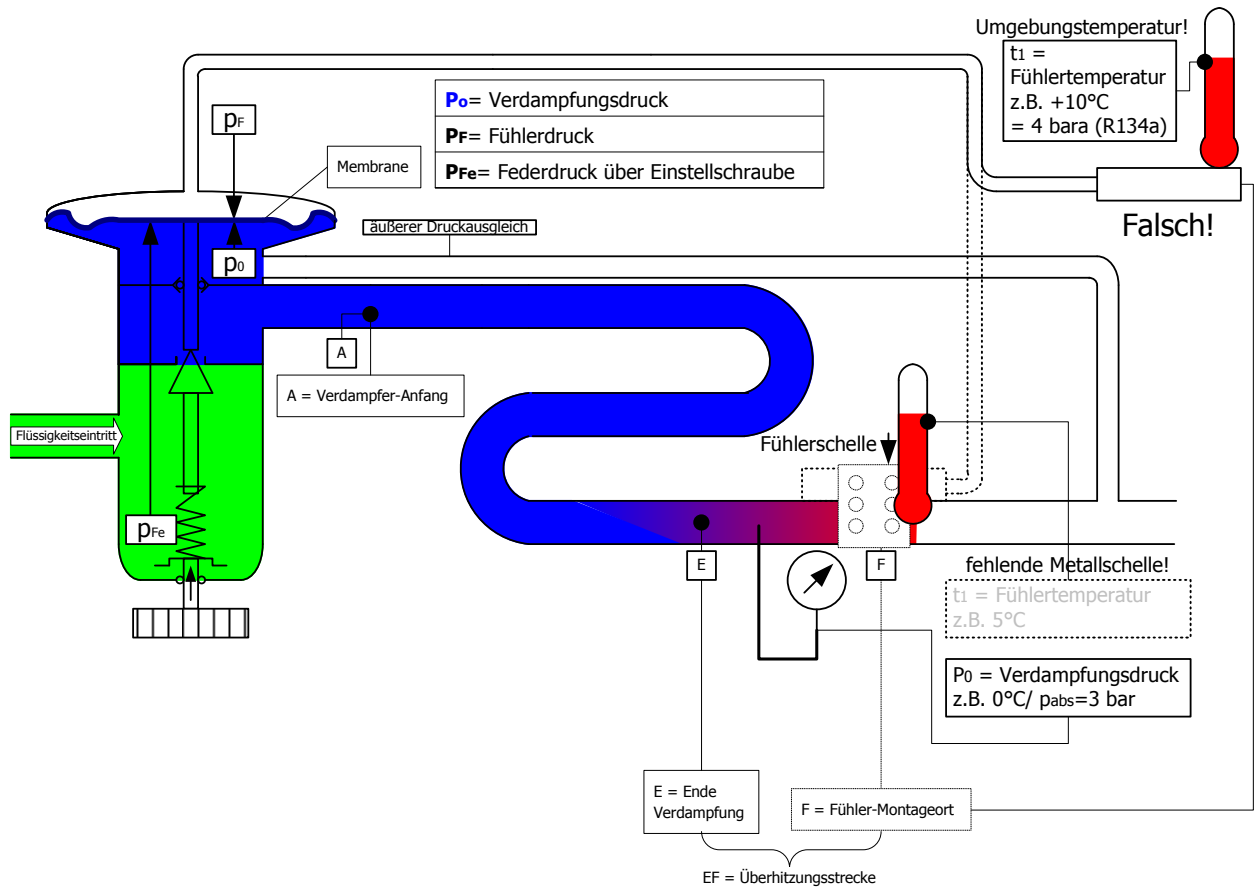 Umgebungstemperatur!
t1 =
Fühlertemperatur
z.B. +10°C
= 4 bara (R134a)
Falsch!
Po= Verdampfungsdruck
PF= Fühlerdruck
PFe= Federdruck über Einstellschraube
pF
Membrane
äußerer Druckausgleich
p0
A
A = Verdampfer-Anfang
Flüssigkeitseintritt
Fühlerschelle
pFe
E
F
fehlende Metallschelle!
t1 = Fühlertemperatur
z.B. 5°C
P0 = Verdampfungsdruck
z.B. 0°C/ pabs=3 bar
E = Ende
Verdampfung
F = Fühler-Montageort
EF = Überhitzungsstrecke